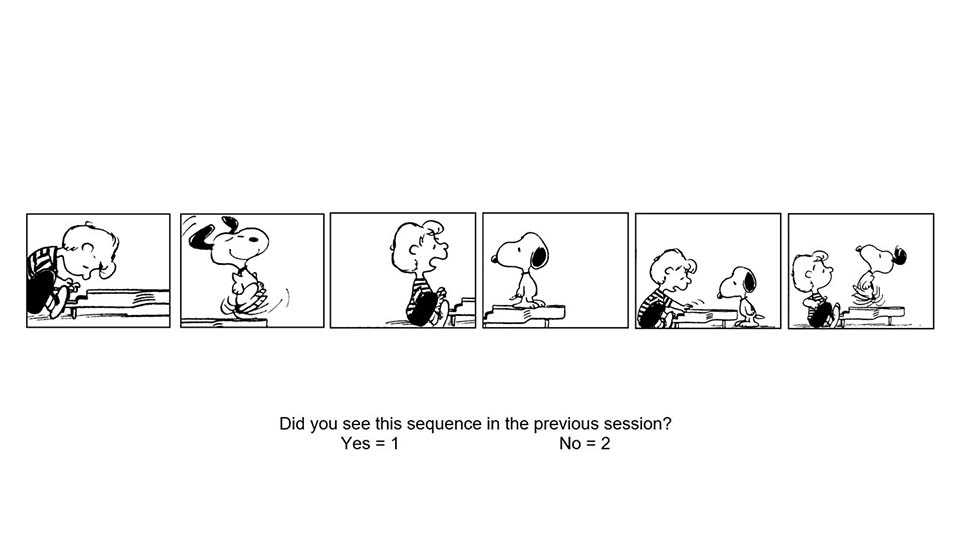 Did you see this sequence in the previous session?
Yes = 1 No = 2